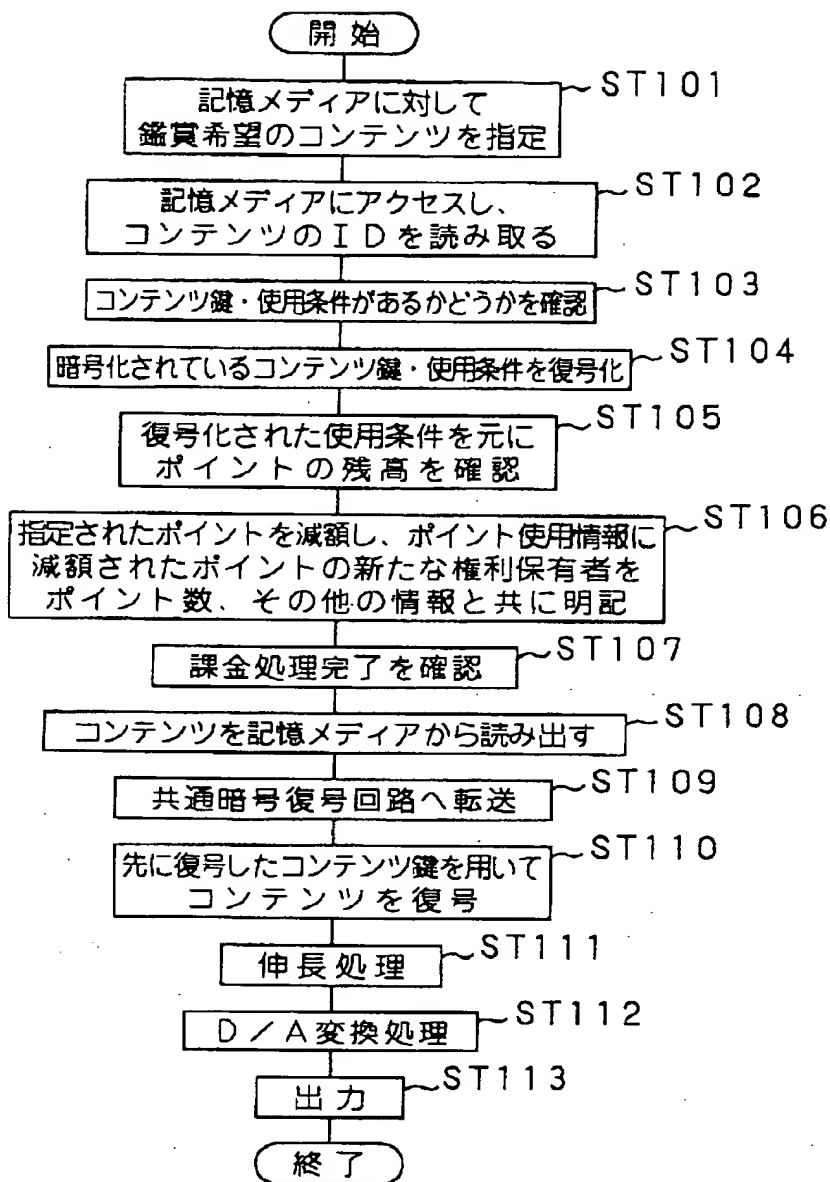 開始
記憶メディアに対して
鑑賞希望のコンテンツを指定
ST101
記憶メディアにアクセスし、
コンテンツのIDを読み取る
ST102
コンテンツ鍵・使用条件があるかどうかを確認
ST103
暗号化されているコンテンツ鍵・使用条件を復号化
ST104
復号化された使用条件を元に
ポイントの残高を確認
ST105
指定されたポイントを減額し、ポイント使用情報に
減額されたポイントの新たな権利保有者を
ポイント数、その他の情報と共に明記
ST106
課金処理完了を確認
ST107
コンテンツを記憶メディアから読み出す
ST108
共通暗号復号回路へ転送
ST109
先に復号したコンテンツ鍵を用いて
コンテンツを復号
ST110
伸長処理
ST111
D/A変換処理
ST112
出力
ST113
終了